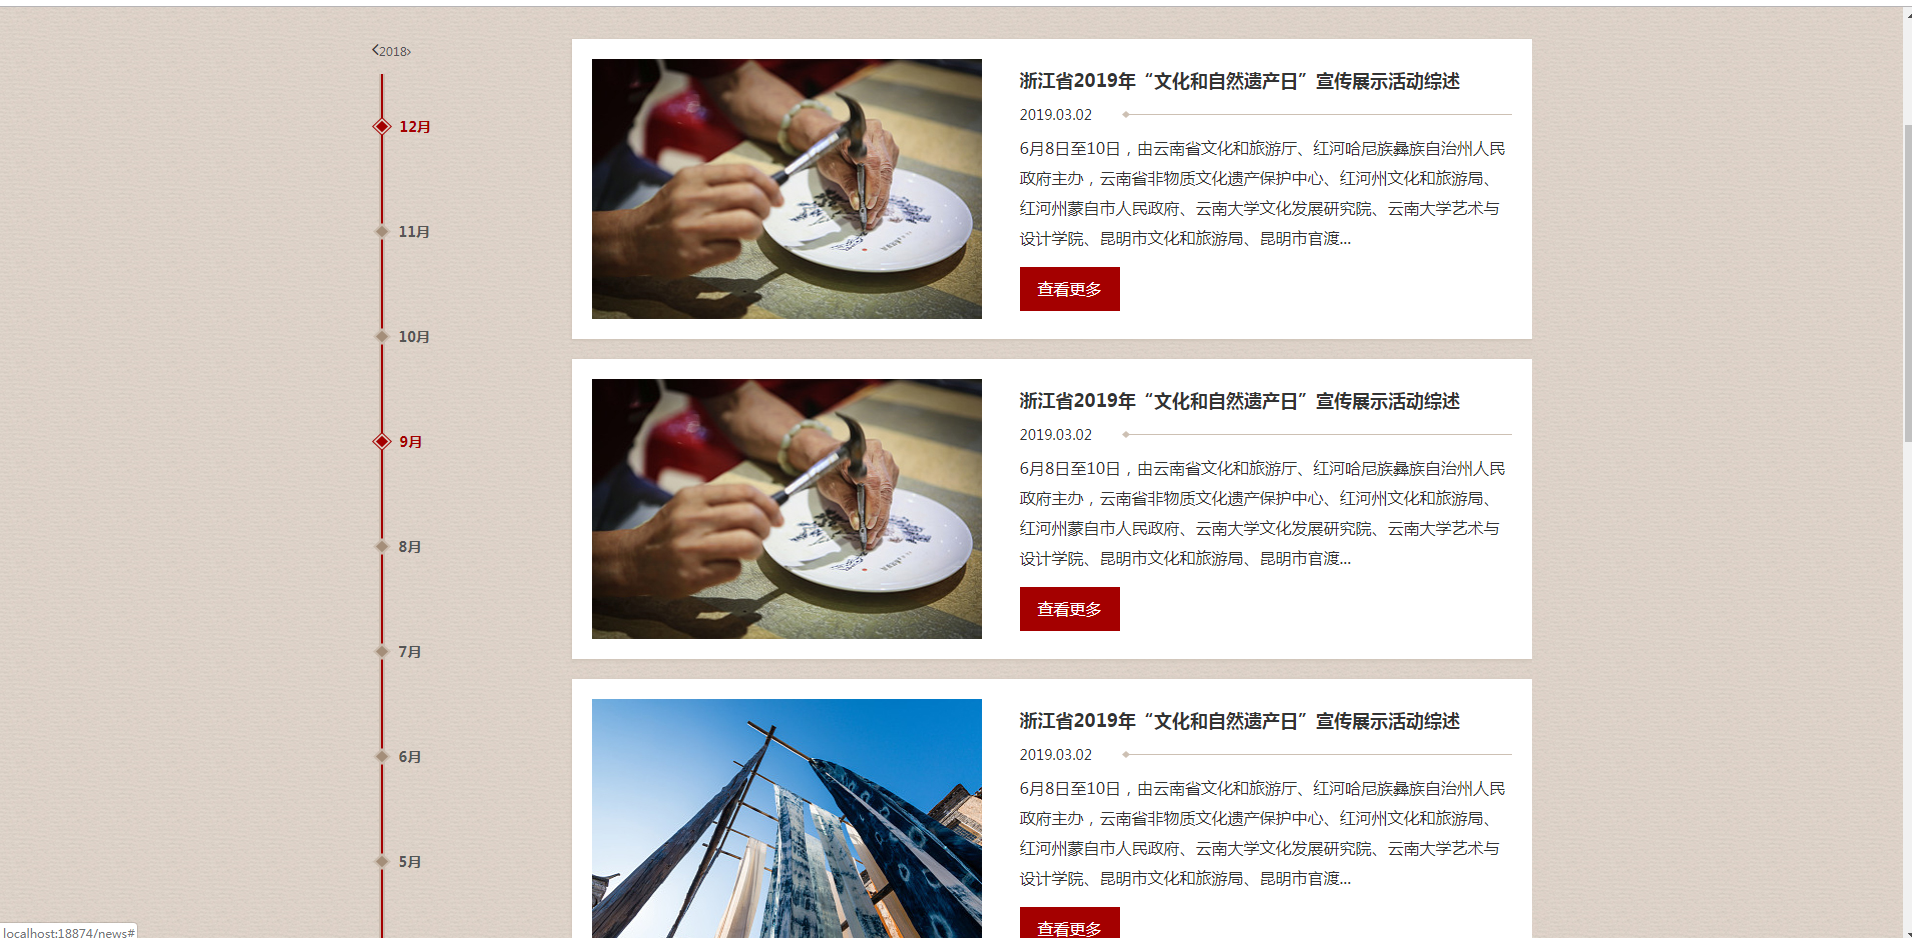 <2018>
12月
11月
10月
9月
8月
7月
6月
5月
浙江省2019年“文化和自然遗产日”宣传展示活动综述
2019.03.02
6月8日至10日，由云南省文化和旅游厅、红河哈尼族彝族自治州人民
政府主办，云南省非物质文化遗产保护中心、红河州文化和旅游局、
红河州蒙自市人民政府、云南大学文化发展研究院、云南大学艺术与
设计学院、昆明市文化和旅游局、昆明市官渡...
查看更多
浙江省2019年“文化和自然遗产日”宣传展示活动综述
2019.03.02
6月8日至10日，由云南省文化和旅游厅、红河哈尼族彝族自治州人民
政府主办，云南省非物质文化遗产保护中心、红河州文化和旅游局、
红河州蒙自市人民政府、云南大学文化发展研究院、云南大学艺术与
设计学院、昆明市文化和旅游局、昆明市官渡...
查看更多
浙江省2019年“文化和自然遗产日”宣传展示活动综述
2019.03.02
6月8日至10日，由云南省文化和旅游厅、红河哈尼族彝族自治州人民
政府主办，云南省非物质文化遗产保护中心、红河州文化和旅游局、
红河州蒙自市人民政府、云南大学文化发展研究院、云南大学艺术与
设计学院、昆明市文化和旅游局、昆明市官渡...
查看更多
localhost:18874/news#